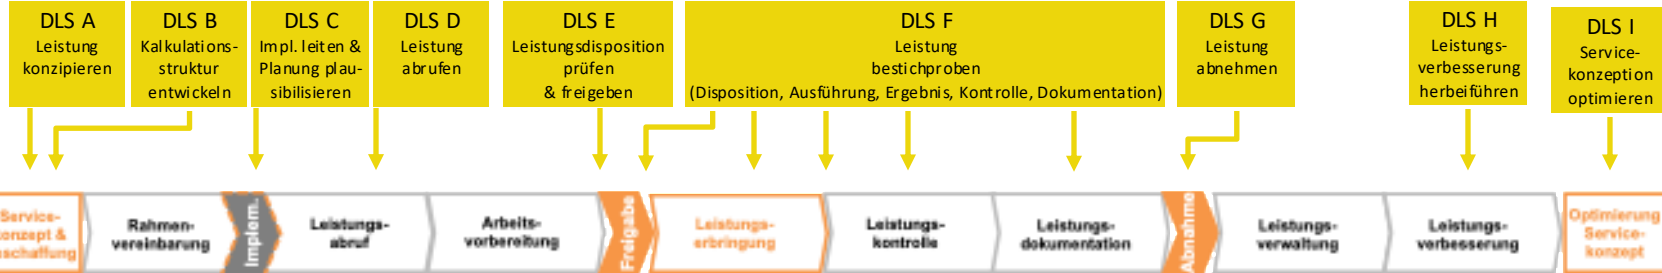 DLS A
Leistung
konzipieren
DLS B
Kalkulations-
struktur
entwickeln
DLS C
Impl. leiten &
Planung plau-
sibilisieren
DLS D
Leistung
abrufen
DLS E
Leistungsdisposition
prüfen
& freigeben
DLS F
Leistung
bestichproben
(Disposition, Ausführung, Ergebnis, Kontrolle, Dokumentation)
DLS G
Leistung
abnehmen
DLS H
Leistungs-
verbesserung
herbeiführen
DLS I
Service-
konzeption
optimieren
Service-
onzept &
schaffung
Rahmen-
vereinbarung
Implem.
Leistungs-
abruf
Arbeits-
vorbereitung
Freigabe
Leistungs-
erbringung
Leistungs-
kontrolle
Leistungs-
dokumentation
Abnahme
Leistungs-
verwaltung
Leistungs-
verbesserung
Optimierung
Service-
konzept